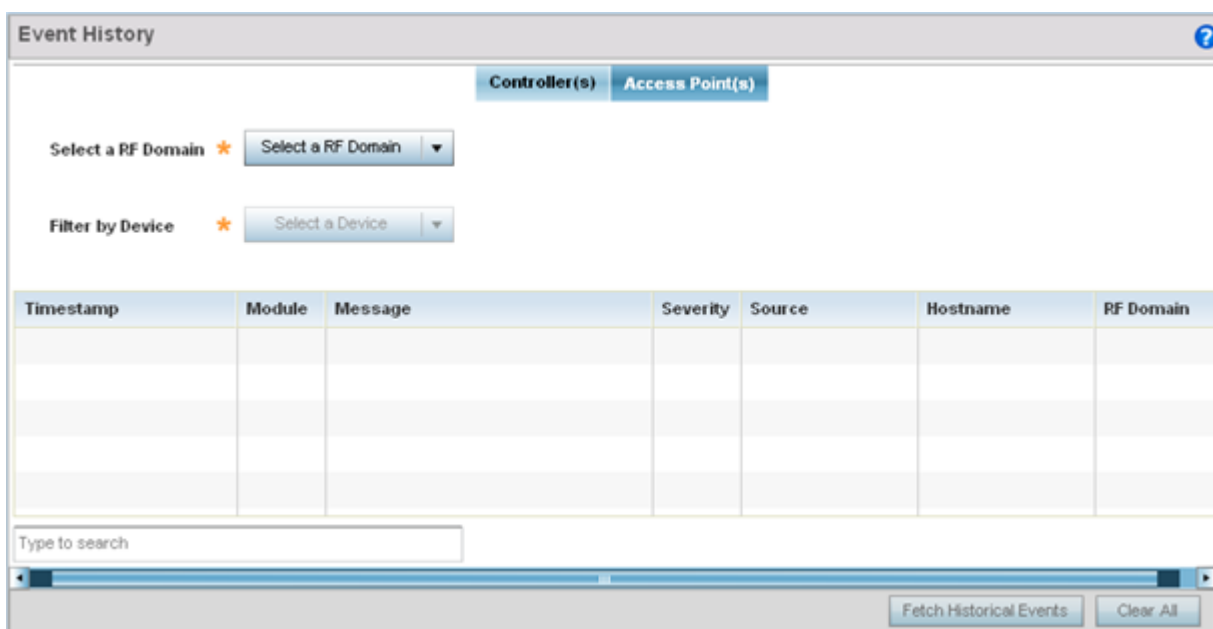 Event History
?
Controller(s) Access Point(s)
Select a RF Domain * Select a RF Domain
Filter by Device * Select a Device
Timestamp Module Message Severity Source Hostname RF Domain
Type to search
Fetch Historical Events Clear All